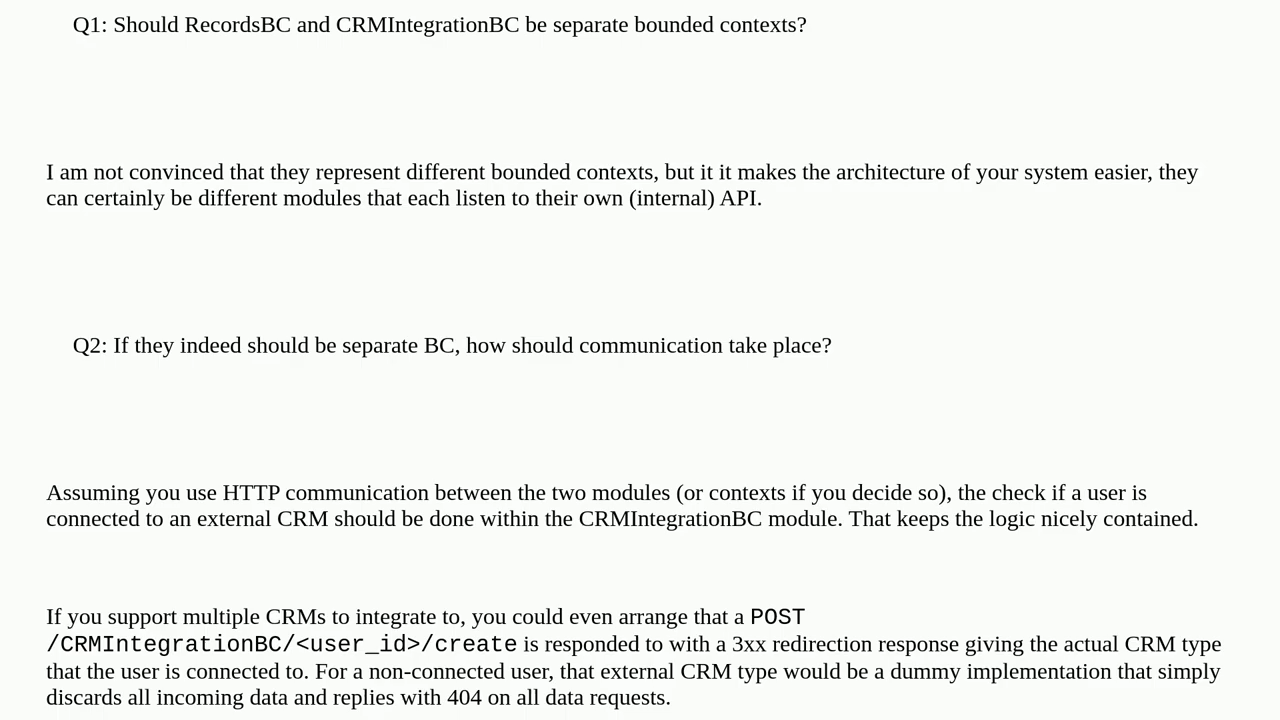 Q1: Should RecordsBC and CRMIntegrationBC be separate bounded contexts?
I am not convinced that they represent different bounded contexts, but it it makes the architecture of your system easier, they
can certainly be different modules that each listen to their own (internal) API.
Q2: If they indeed should be separate BC, how should communication take place?
Assuming you use HTTP communication between the two modules (or contexts if you decide so), the check if a user is
connected to an external CRM should be done within the CRMIntegrationBC module. That keeps the logic nicely contained.
If you support multiple CRMs to integrate to, you could even arrange that a POST
/CRMIntegrationBC/<user_id>/create is responded to with a 3xx redirection response giving the actual CRM type
that the user is connected to. For a non-connected user, that external CRM type would be a dummy implementation that simply
discards all incoming data and replies with 404 on all data requests.